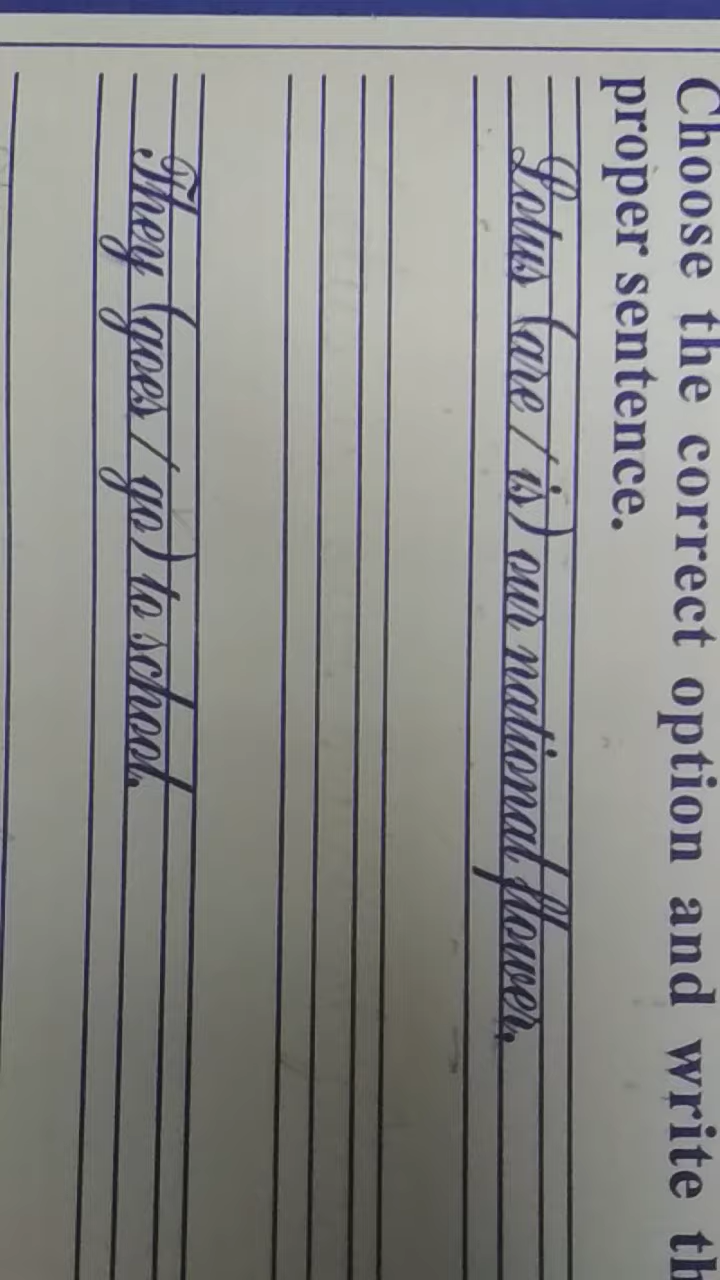 Choose the correct option and write th
proper sentence.
Lotus (are / is) our national flower.
They (goes / go) to school.